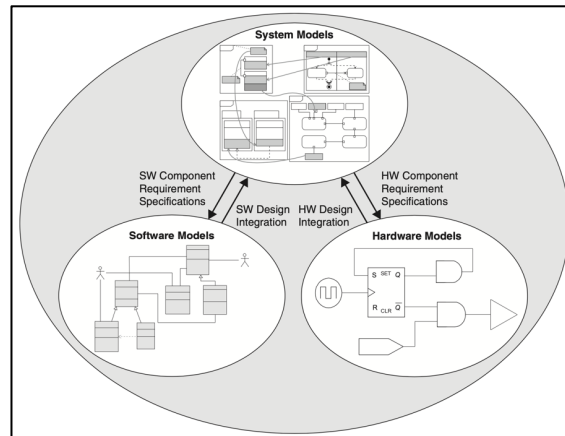 System Models
SW Component
Requirement
Specifications
HW Component
Requirement
Specifications
SW Design
Integration
HW Design
Integration
Software Models
Hardware Models
S SET Q
R CLR Q̅